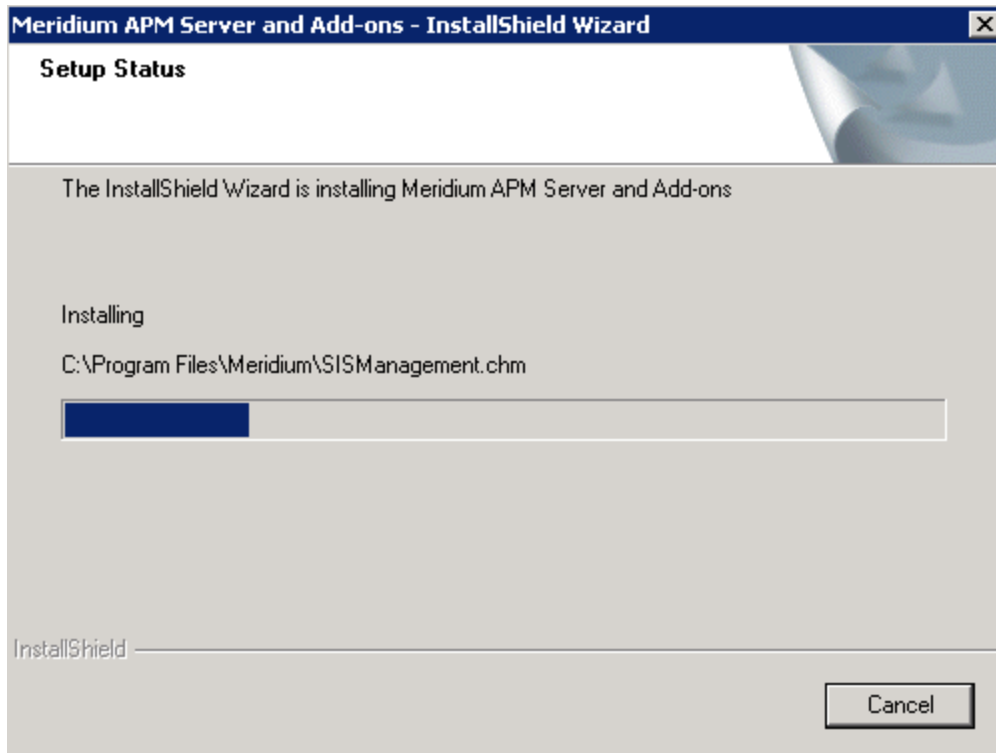 Meridium APM Server and Add-ons - InstallShield Wizard
Setup Status
The InstallShield Wizard is installing Meridium APM Server and Add-ons
Installing
C:\Program Files\Meridium\SISManagement.chm
InstallShield
Cancel